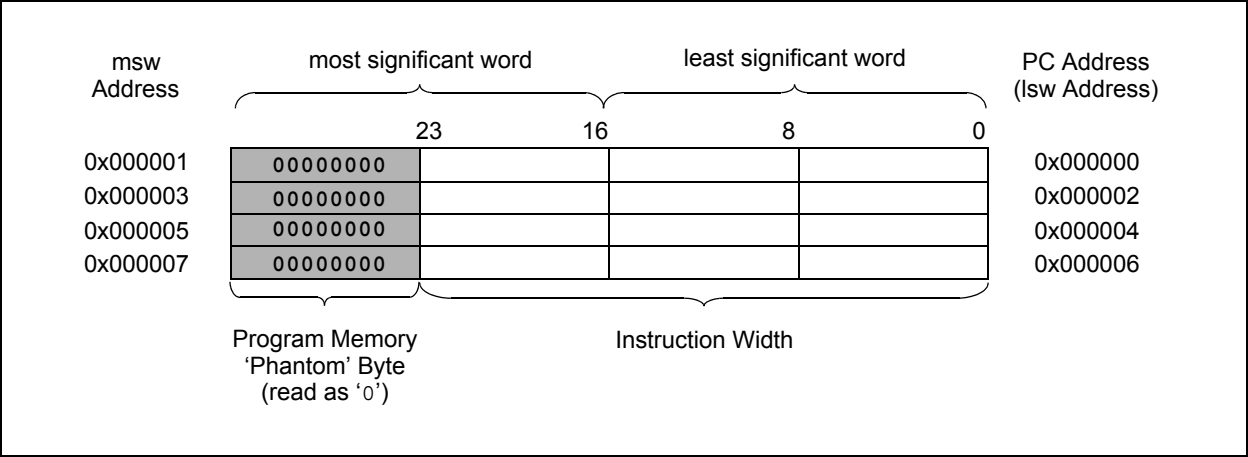 msw
Address
most significant word
least significant word
PC Address
(lsw Address)
23
16
8
0
0x000001
00000000
0x000000
0x000003
00000000
0x000002
0x000005
00000000
0x000004
0x000007
00000000
0x000006
Program Memory
‘Phantom’ Byte
(read as ‘0’)
Instruction Width